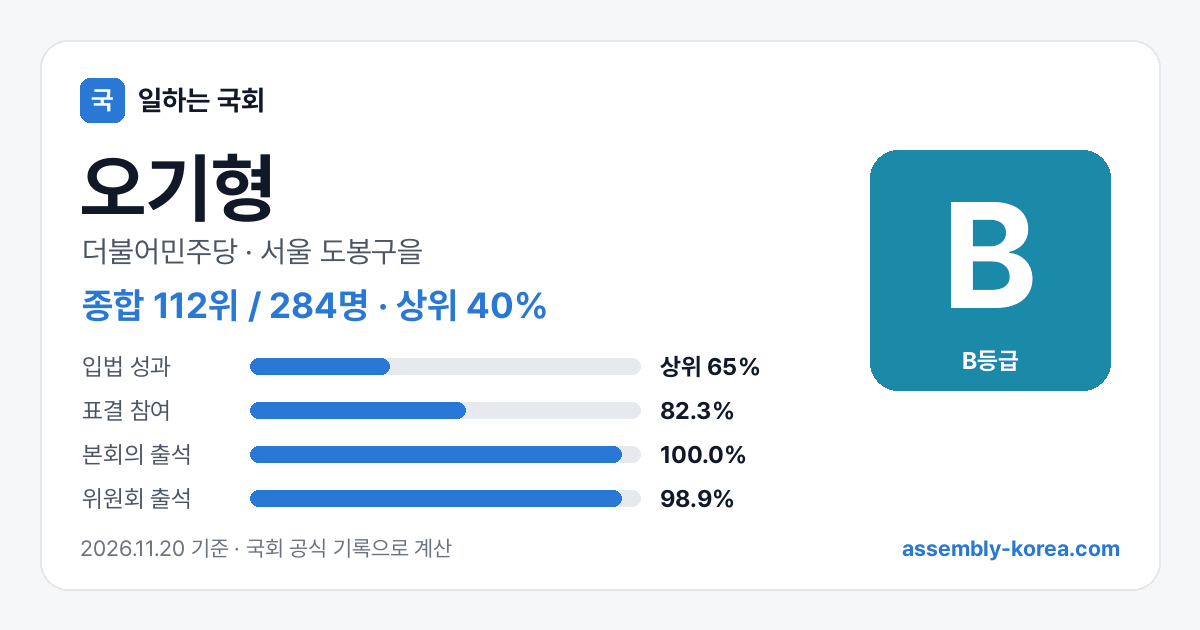 국 일하는 국회
오기형
더불어민주당 · 서울 도봉구을
종합 112위 / 284명 · 상위 40%
B
B등급
입법 성과 상위 65%
표결 참여 82.3%
본회의 출석 100.0%
위원회 출석 98.9%
2026.11.20 기준 · 국회 공식 기록으로 계산
assembly-korea.com